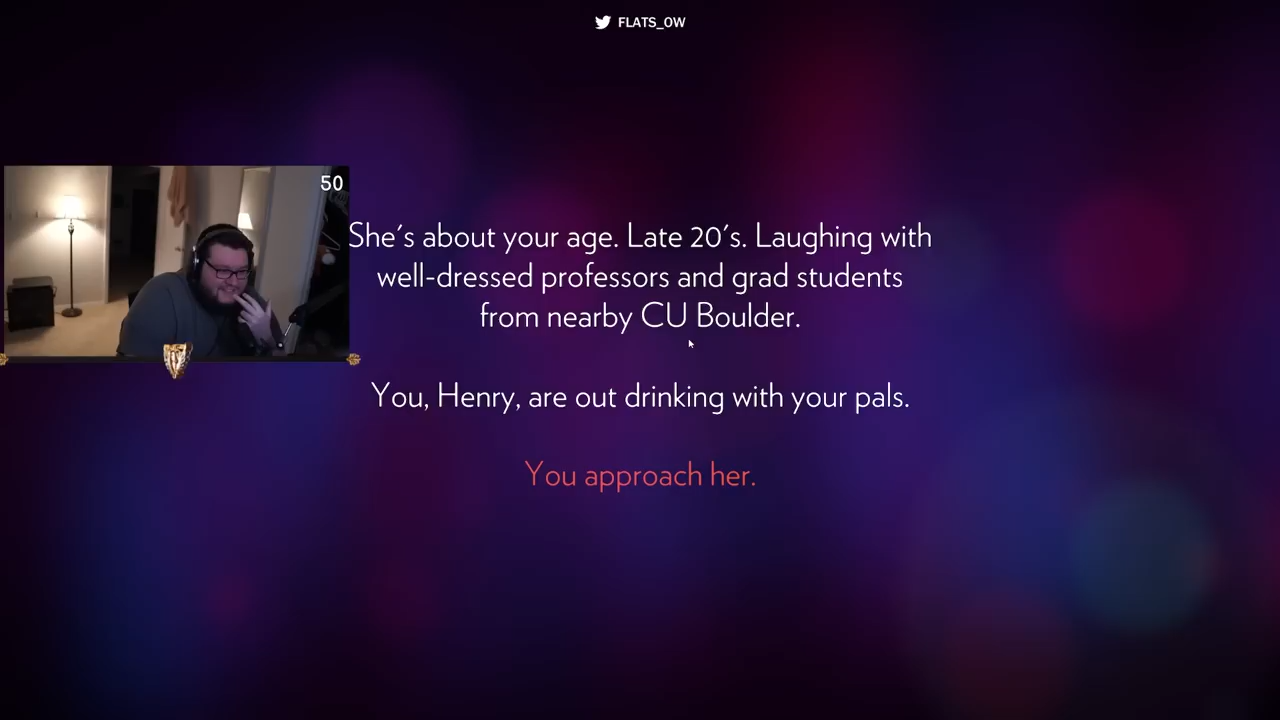 FLATS_OW
50
She's about your age. Late 20's. Laughing with
well-dressed professors and grad students
from nearby CU Boulder.
You, Henry, are out drinking with your pals.
You approach her.